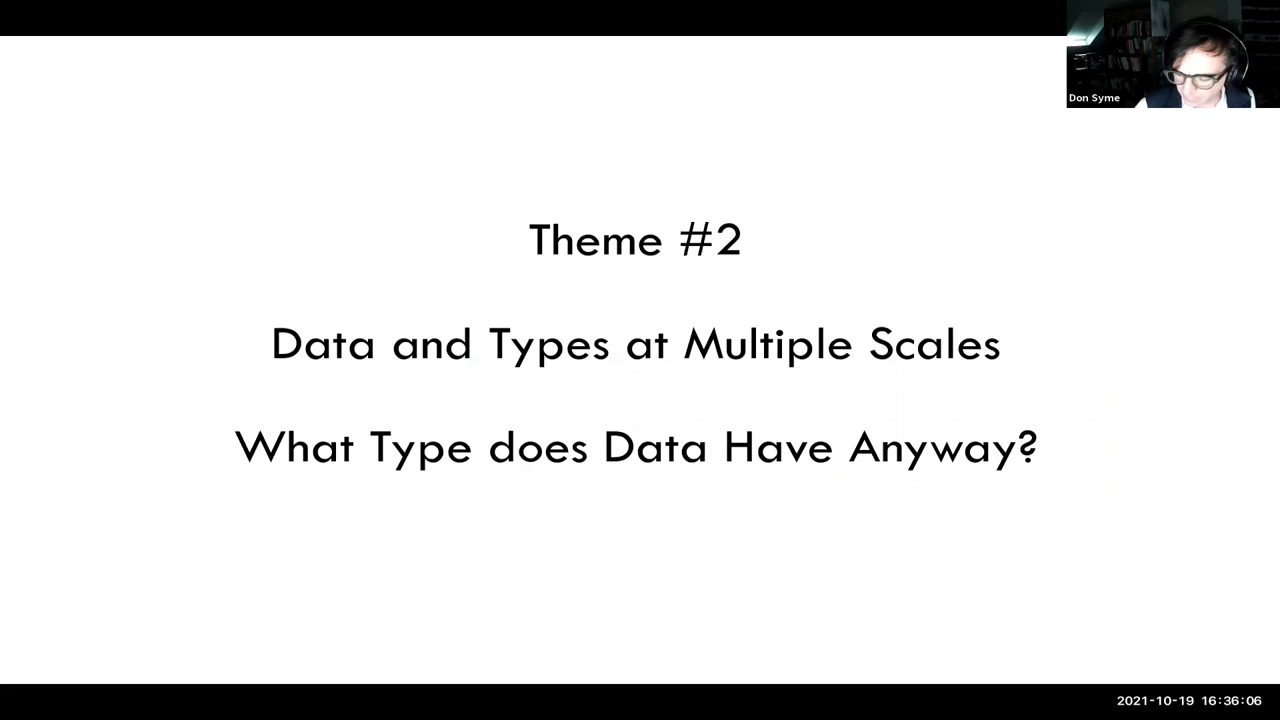 Don Syme
Theme #2
Data and Types at Multiple Scales
What Type does Data Have Anyway?
2021-10-19 16:36:06